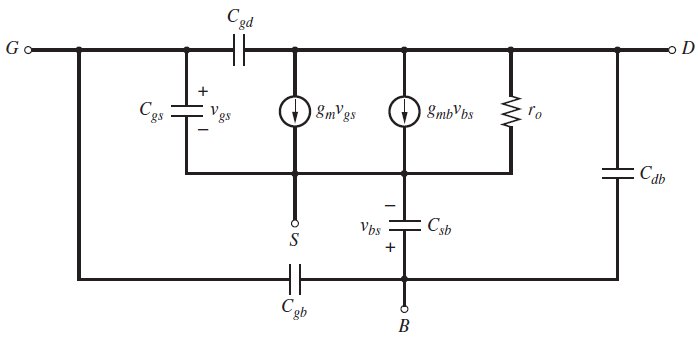 C_gd
G
D
+
C_gs
v_gs
−
g_m v_gs
g_mb v_bs
r_o
C_db
−
v_bs
C_sb
+
S
C_gb
B